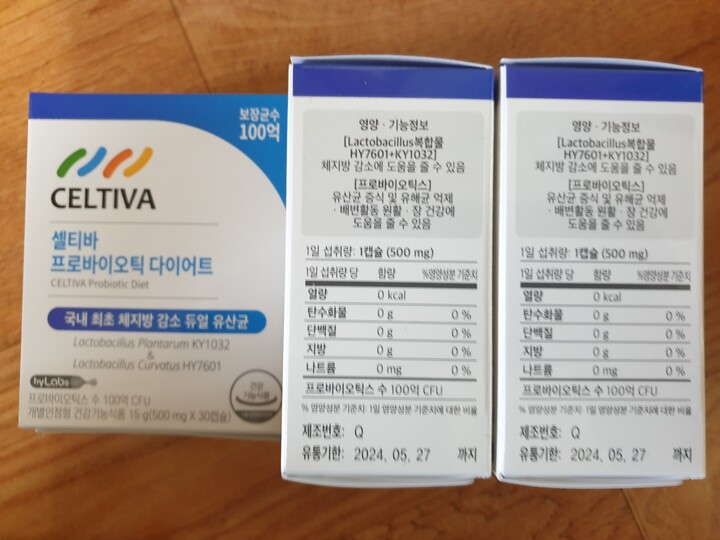 보장균수
100억
CELTIVA
셀티바
프로바이오틱 다이어트
CELTIVA Probiotic Diet
국내 최초 체지방 감소 듀얼 유산균
Lactobacillus Plantarum KY1032
&
Lactobacillus Curvatus HY7601
hyLabs
건강
기능식품
프로바이오틱스 수 100억 CFU
개별인정형 건강기능식품 15 g(500 mg X 30캡슐)
영양 · 기능정보
[Lactobacillus복합물
HY7601+KY1032]
체지방 감소에 도움을 줄 수 있음
[프로바이오틱스]
유산균 증식 및 유해균 억제
· 배변활동 원활 · 장 건강에
도움을 줄 수 있음
1일 섭취량: 1캡슐 (500 mg)
1일 섭취량 당 함량 %영양성분 기준치
열량 0 kcal
탄수화물 0 g 0 %
단백질 0 g 0 %
지방 0 g 0 %
나트륨 0 mg 0 %
프로바이오틱스 수 100억 CFU
% 영양성분 기준치: 1일 영양성분 기준치에 대한 비율
제조번호: Q
유통기한: 2024. 05. 27 까지
영양 · 기능정보
[Lactobacillus복합물
HY7601+KY1032]
체지방 감소에 도움을 줄 수 있음
[프로바이오틱스]
유산균 증식 및 유해균 억제
· 배변활동 원활 · 장 건강에
도움을 줄 수 있음
1일 섭취량: 1캡슐 (500 mg)
1일 섭취량 당 함량 %영양성분 기준치
열량 0 kcal
탄수화물 0 g 0 %
단백질 0 g 0 %
지방 0 g 0 %
나트륨 0 mg 0 %
프로바이오틱스 수 100억 CFU
% 영양성분 기준치: 1일 영양성분 기준치에 대한 비율
제조번호: Q
유통기한: 2024. 05. 27 까지